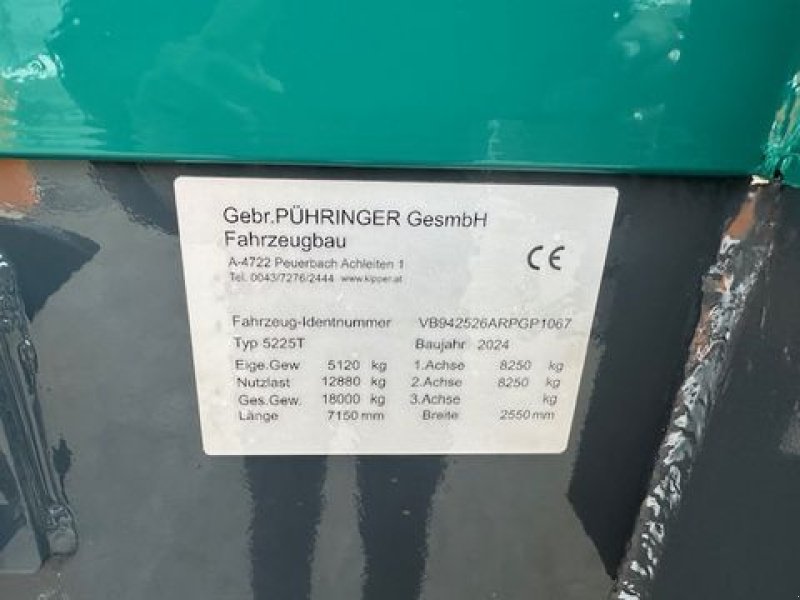 Gebr.PÜHRINGER GesmbH
Fahrzeugbau
A-4722 Peuerbach Achleiten 1
Tel. 0043/7276/2444 www.kipper.at
CE
Fahrzeug-Identnummer VB942526ARPGP1067
Typ 5225T Baujahr 2024
Eige.Gew 5120 kg 1.Achse 8250 kg
Nutzlast 12880 kg 2.Achse 8250 kg
Ges.Gew. 18000 kg 3.Achse kg
Länge 7150 mm Breite 2550 mm